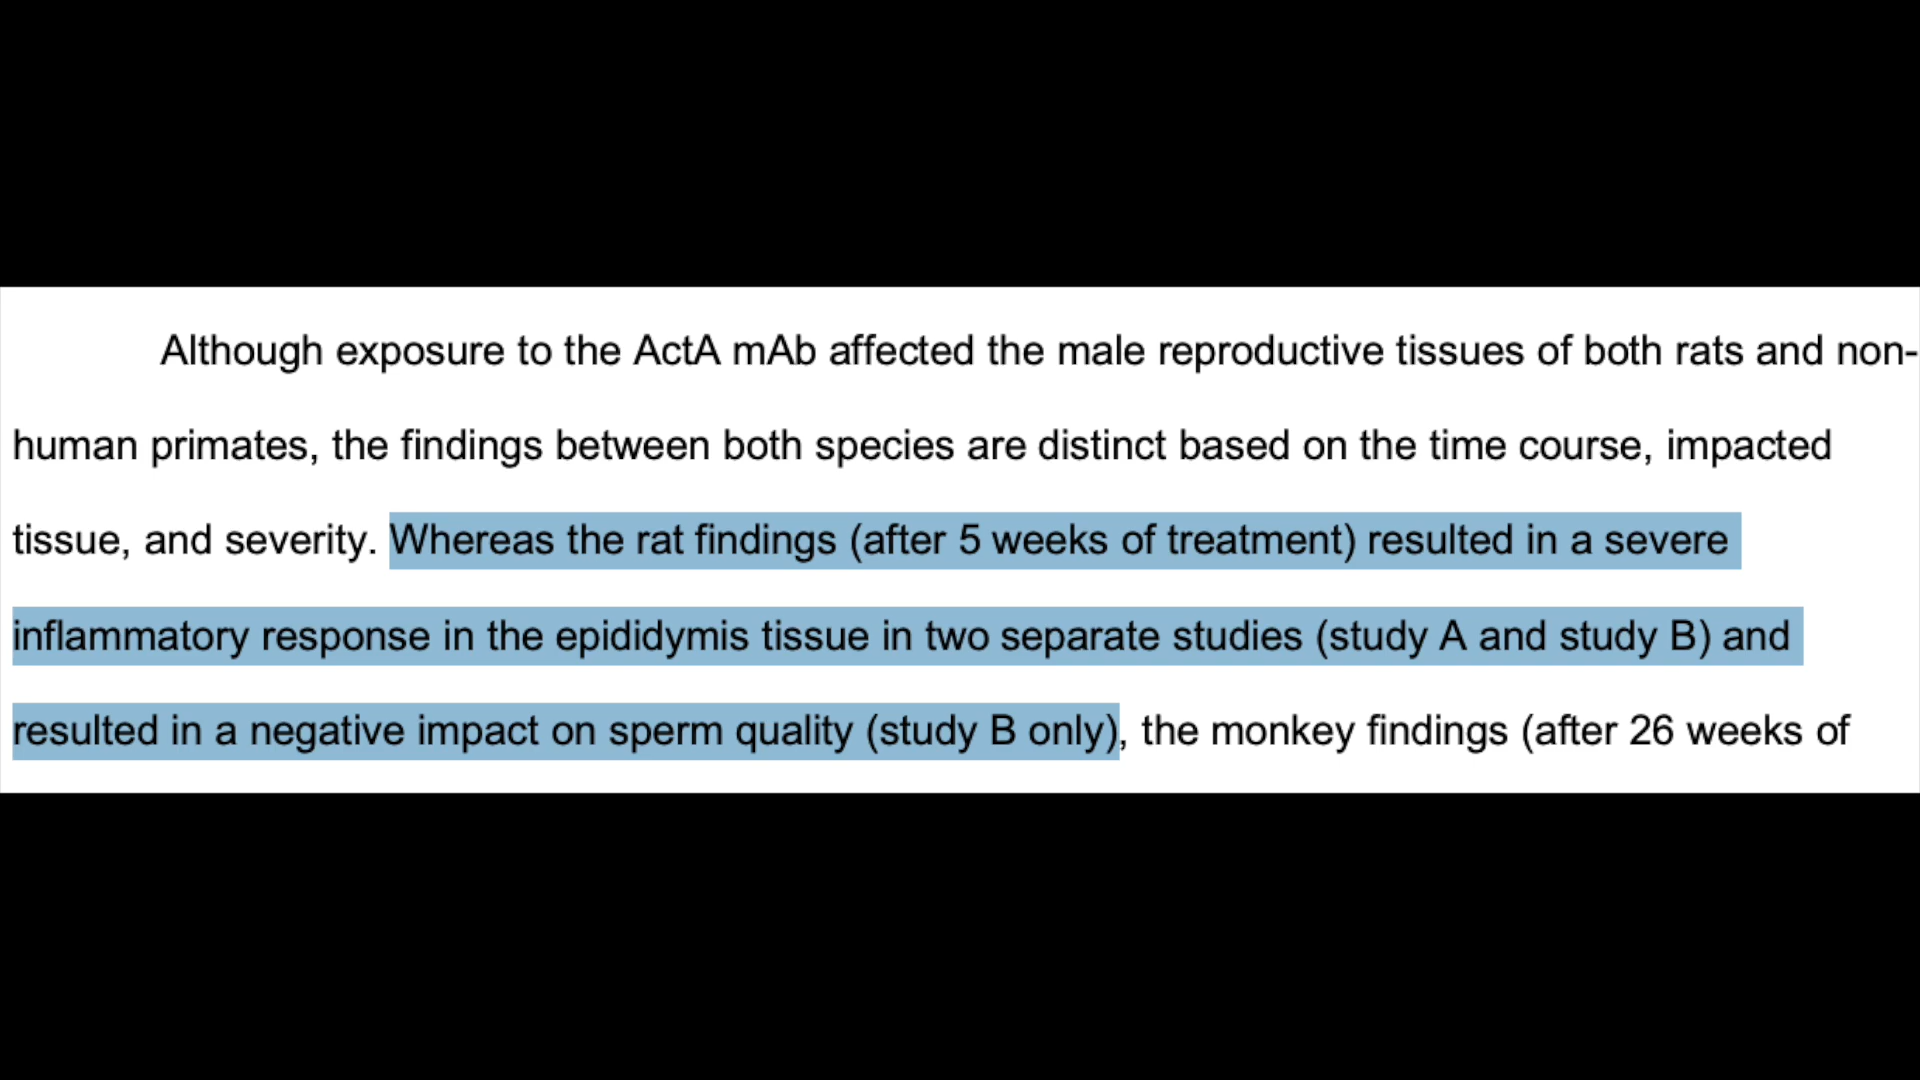 Although exposure to the ActA mAb affected the male reproductive tissues of both rats and non-
human primates, the findings between both species are distinct based on the time course, impacted
tissue, and severity. Whereas the rat findings (after 5 weeks of treatment) resulted in a severe
inflammatory response in the epididymis tissue in two separate studies (study A and study B) and
resulted in a negative impact on sperm quality (study B only), the monkey findings (after 26 weeks of